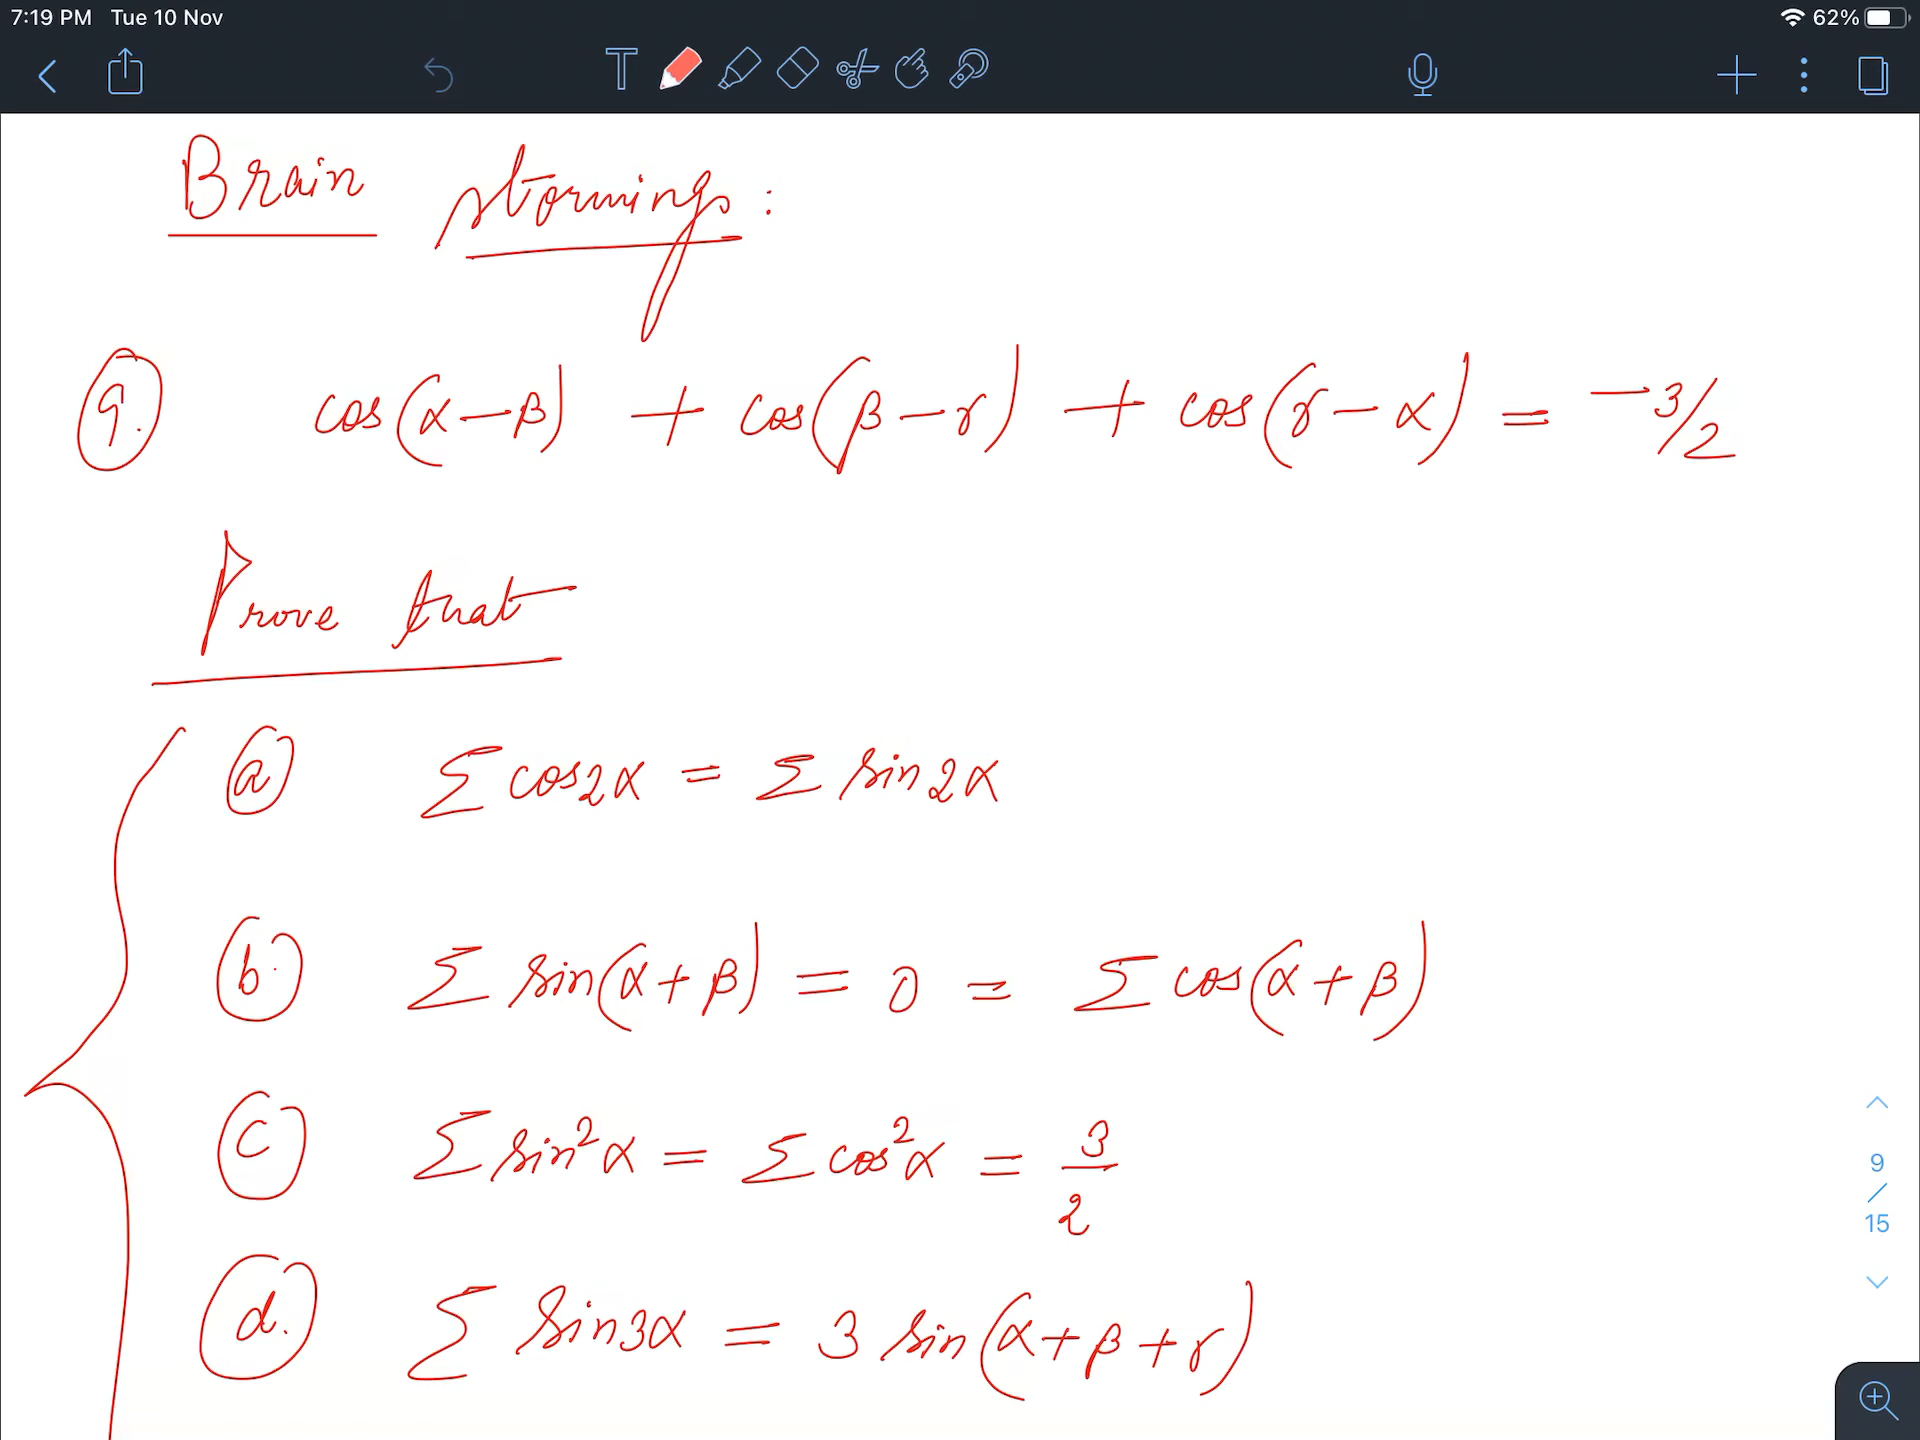 7:19 PM Tue 10 Nov 62%
T
Brain stormings:
9. cos(α-β) + cos(β-γ) + cos(γ-α) = -3/2
Prove that
a) Σ cos2α = Σ sin2α
b. Σ sin(α+β) = 0 = Σ cos(α+β)
c Σ sin²α = Σ cos²α = 3/2
d. Σ sin3α = 3 sin(α+β+γ)
9
/
15